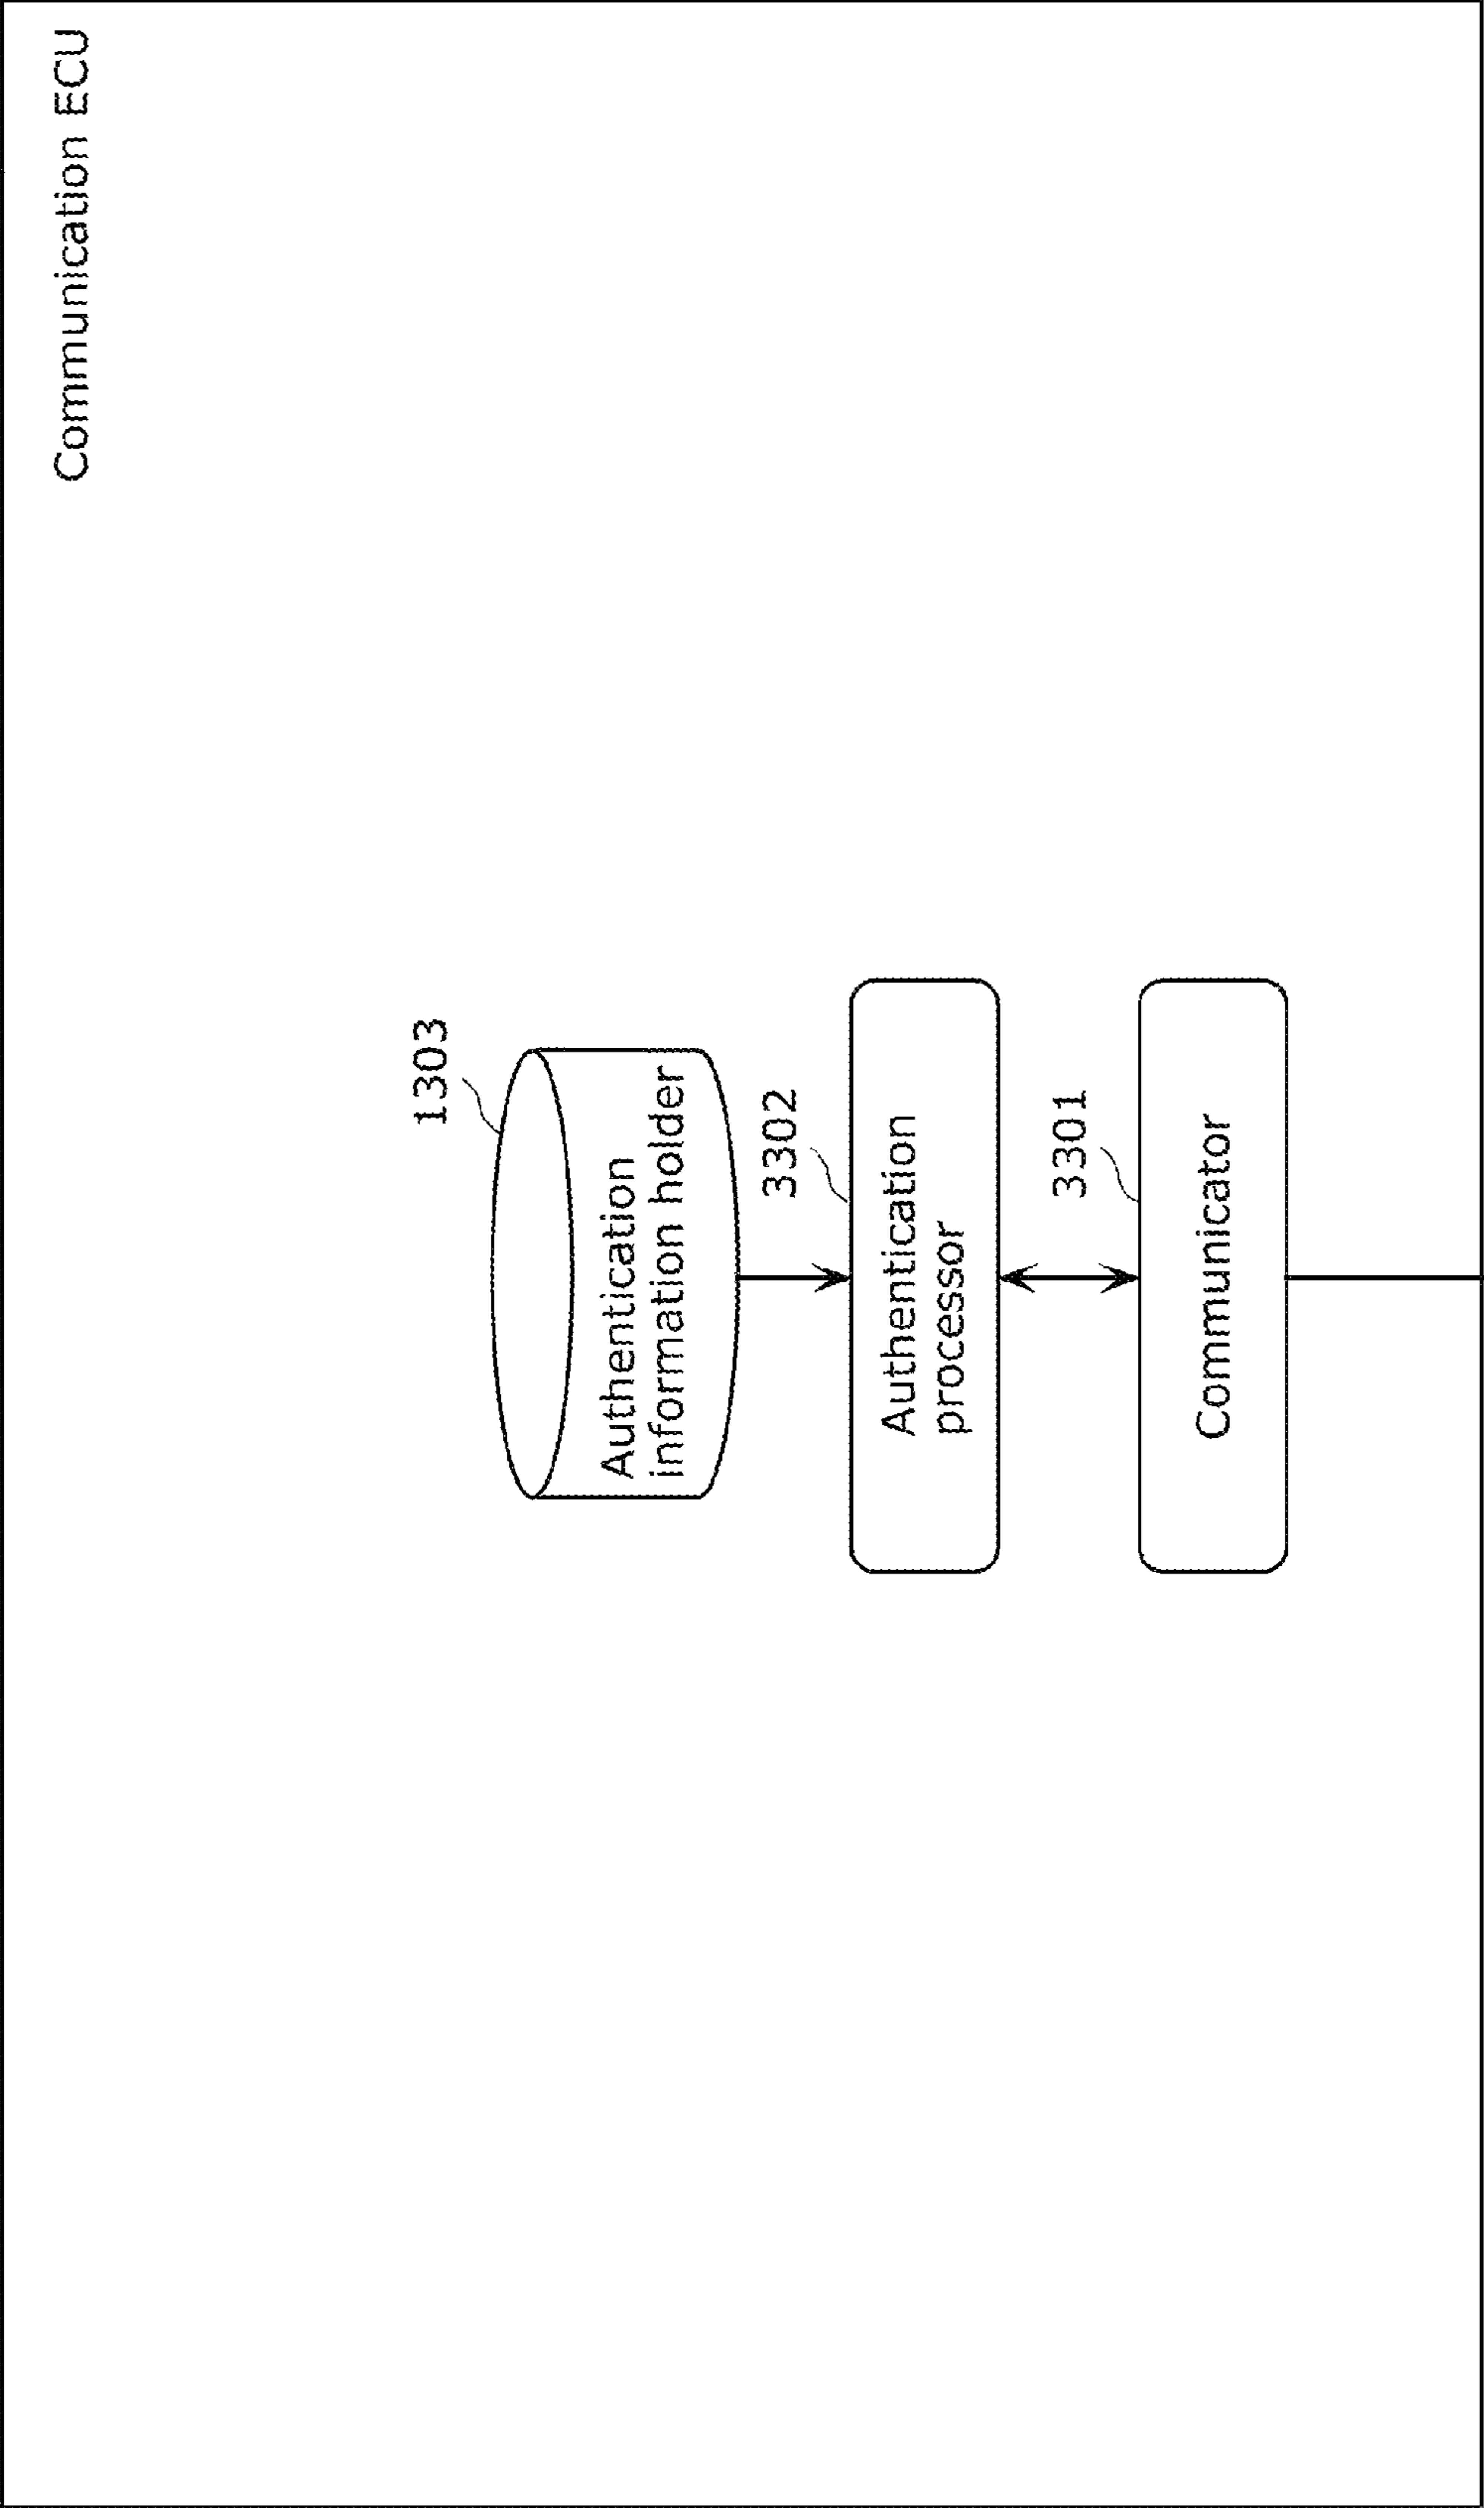 Communication ECU
1303
Authentication
information holder
3302
Authentication
processor
3301
Communicator